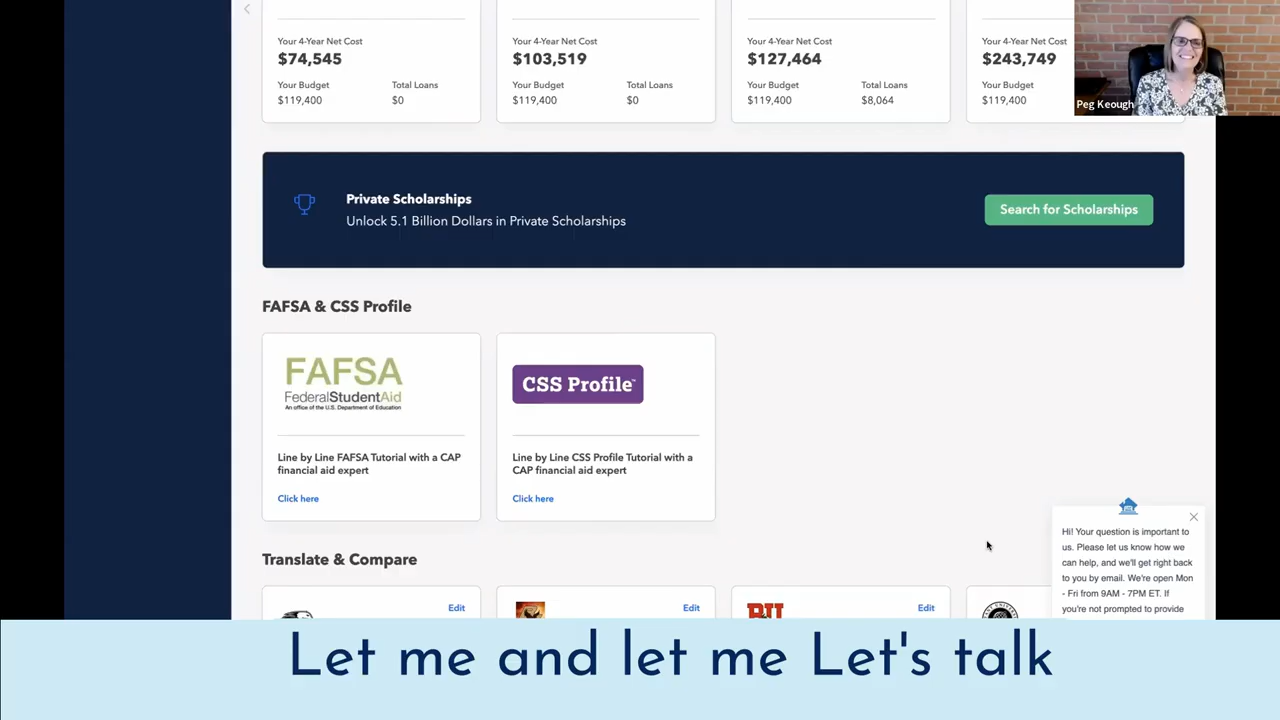 Your 4-Year Net Cost
$74,545
Your Budget
Total Loans
$119,400
$0
Your 4-Year Net Cost
$103,519
Your Budget
Total Loans
$119,400
$0
Your 4-Year Net Cost
$127,464
Your Budget
Total Loans
$119,400
$8,064
Your 4-Year Net Cost
$243,749
Your Budget
$119,400
Peg Keough
Private Scholarships
Unlock 5.1 Billion Dollars in Private Scholarships
Search for Scholarships
FAFSA & CSS Profile
FAFSA
FederalStudentAid
An office of the U.S. Department of Education
Line by Line FAFSA Tutorial with a CAP
financial aid expert
Click here
CSS Profile
Line by Line CSS Profile Tutorial with a
CAP financial aid expert
Click here
Translate & Compare
Edit
Edit
Edit
Hi! Your question is important to
us. Please let us know how we
can help, and we'll get right back
to you by email. We're open Mon
- Fri from 9AM - 7PM ET. If
you're not prompted to provide
Let me and let me Let's talk